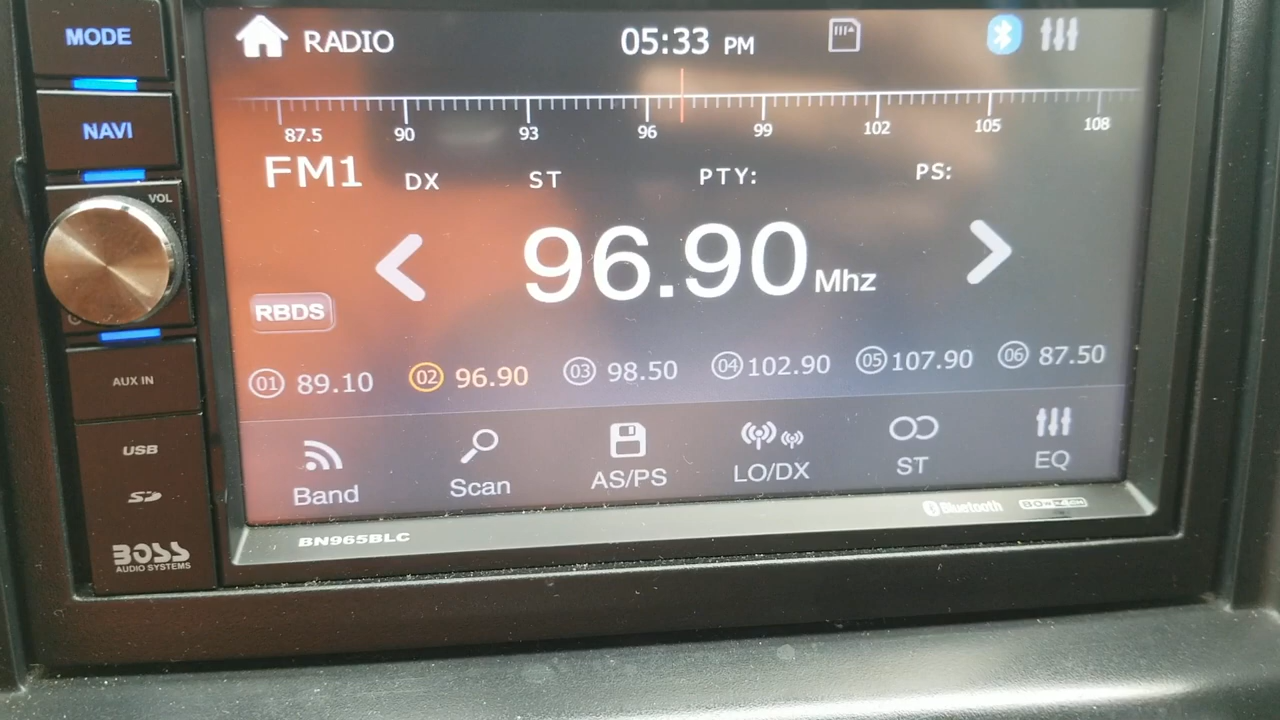 MODE
NAVI
VOL
AUX IN
USB
SD
BOSS
AUDIO SYSTEMS
RADIO 05:33 PM
87.5 90 93 96 99 102 105 108
FM1 DX ST PTY: PS:
96.90 Mhz
RBDS
01 89.10 02 96.90 03 98.50 04 102.90 05 107.90 06 87.50
Band Scan AS/PS LO/DX ST EQ
BN965BLC Bluetooth 80W×4CH